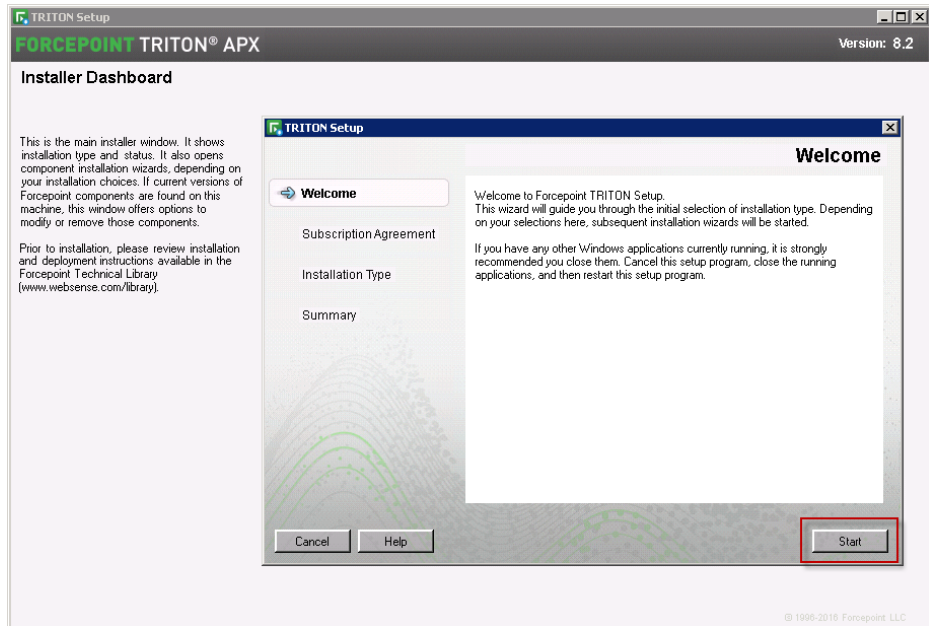 TRITON Setup
FORCEPOINT TRITON® APX
Version: 8.2
Installer Dashboard
This is the main installer window. It shows
installation type and status. It also opens
component installation wizards, depending on
your installation choices. If current versions of
Forcepoint components are found on this
machine, this window offers options to
modify or remove those components.
Prior to installation, please review installation
and deployment instructions available in the
Forcepoint Technical Library
(www.websense.com/library).
TRITON Setup
Welcome
Welcome
Subscription Agreement
Installation Type
Summary
Welcome to Forcepoint TRITON Setup.
This wizard will guide you through the initial selection of installation type. Depending
on your selections here, subsequent installation wizards will be started.
If you have any other Windows applications currently running, it is strongly
recommended you close them. Cancel this setup program, close the running
applications, and then restart this setup program.
Cancel
Help
Start
© 1996-2016 Forcepoint LLC